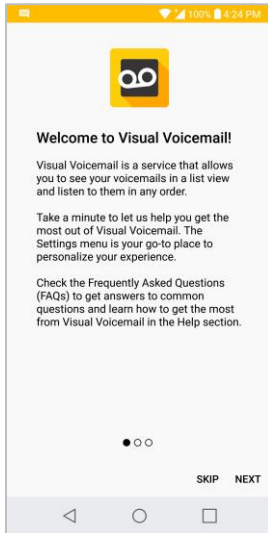 100% 4:24 PM
Welcome to Visual Voicemail!
Visual Voicemail is a service that allows
you to see your voicemails in a list view
and listen to them in any order.
Take a minute to let us help you get the
most out of Visual Voicemail. The
Settings menu is your go-to place to
personalize your experience.
Check the Frequently Asked Questions
(FAQs) to get answers to common
questions and learn how to get the most
from Visual Voicemail in the Help section.
SKIP NEXT